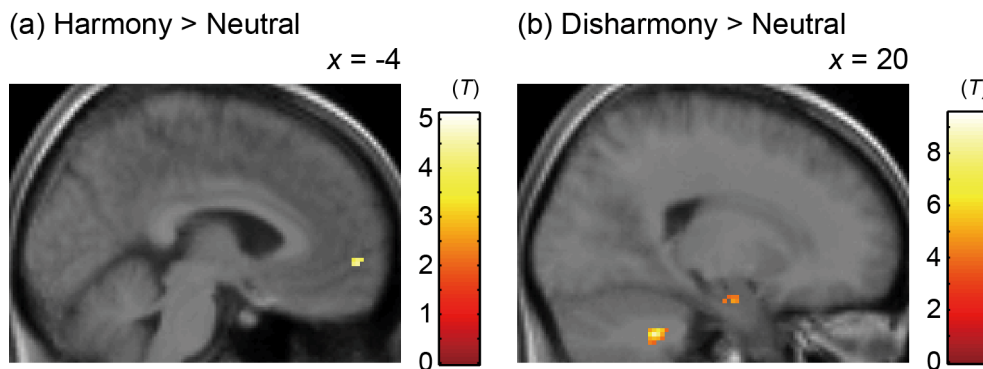 (a) Harmony > Neutral
x = -4
(T)
5
4
3
2
1
0
(b) Disharmony > Neutral
x = 20
(T)
8
6
4
2
0